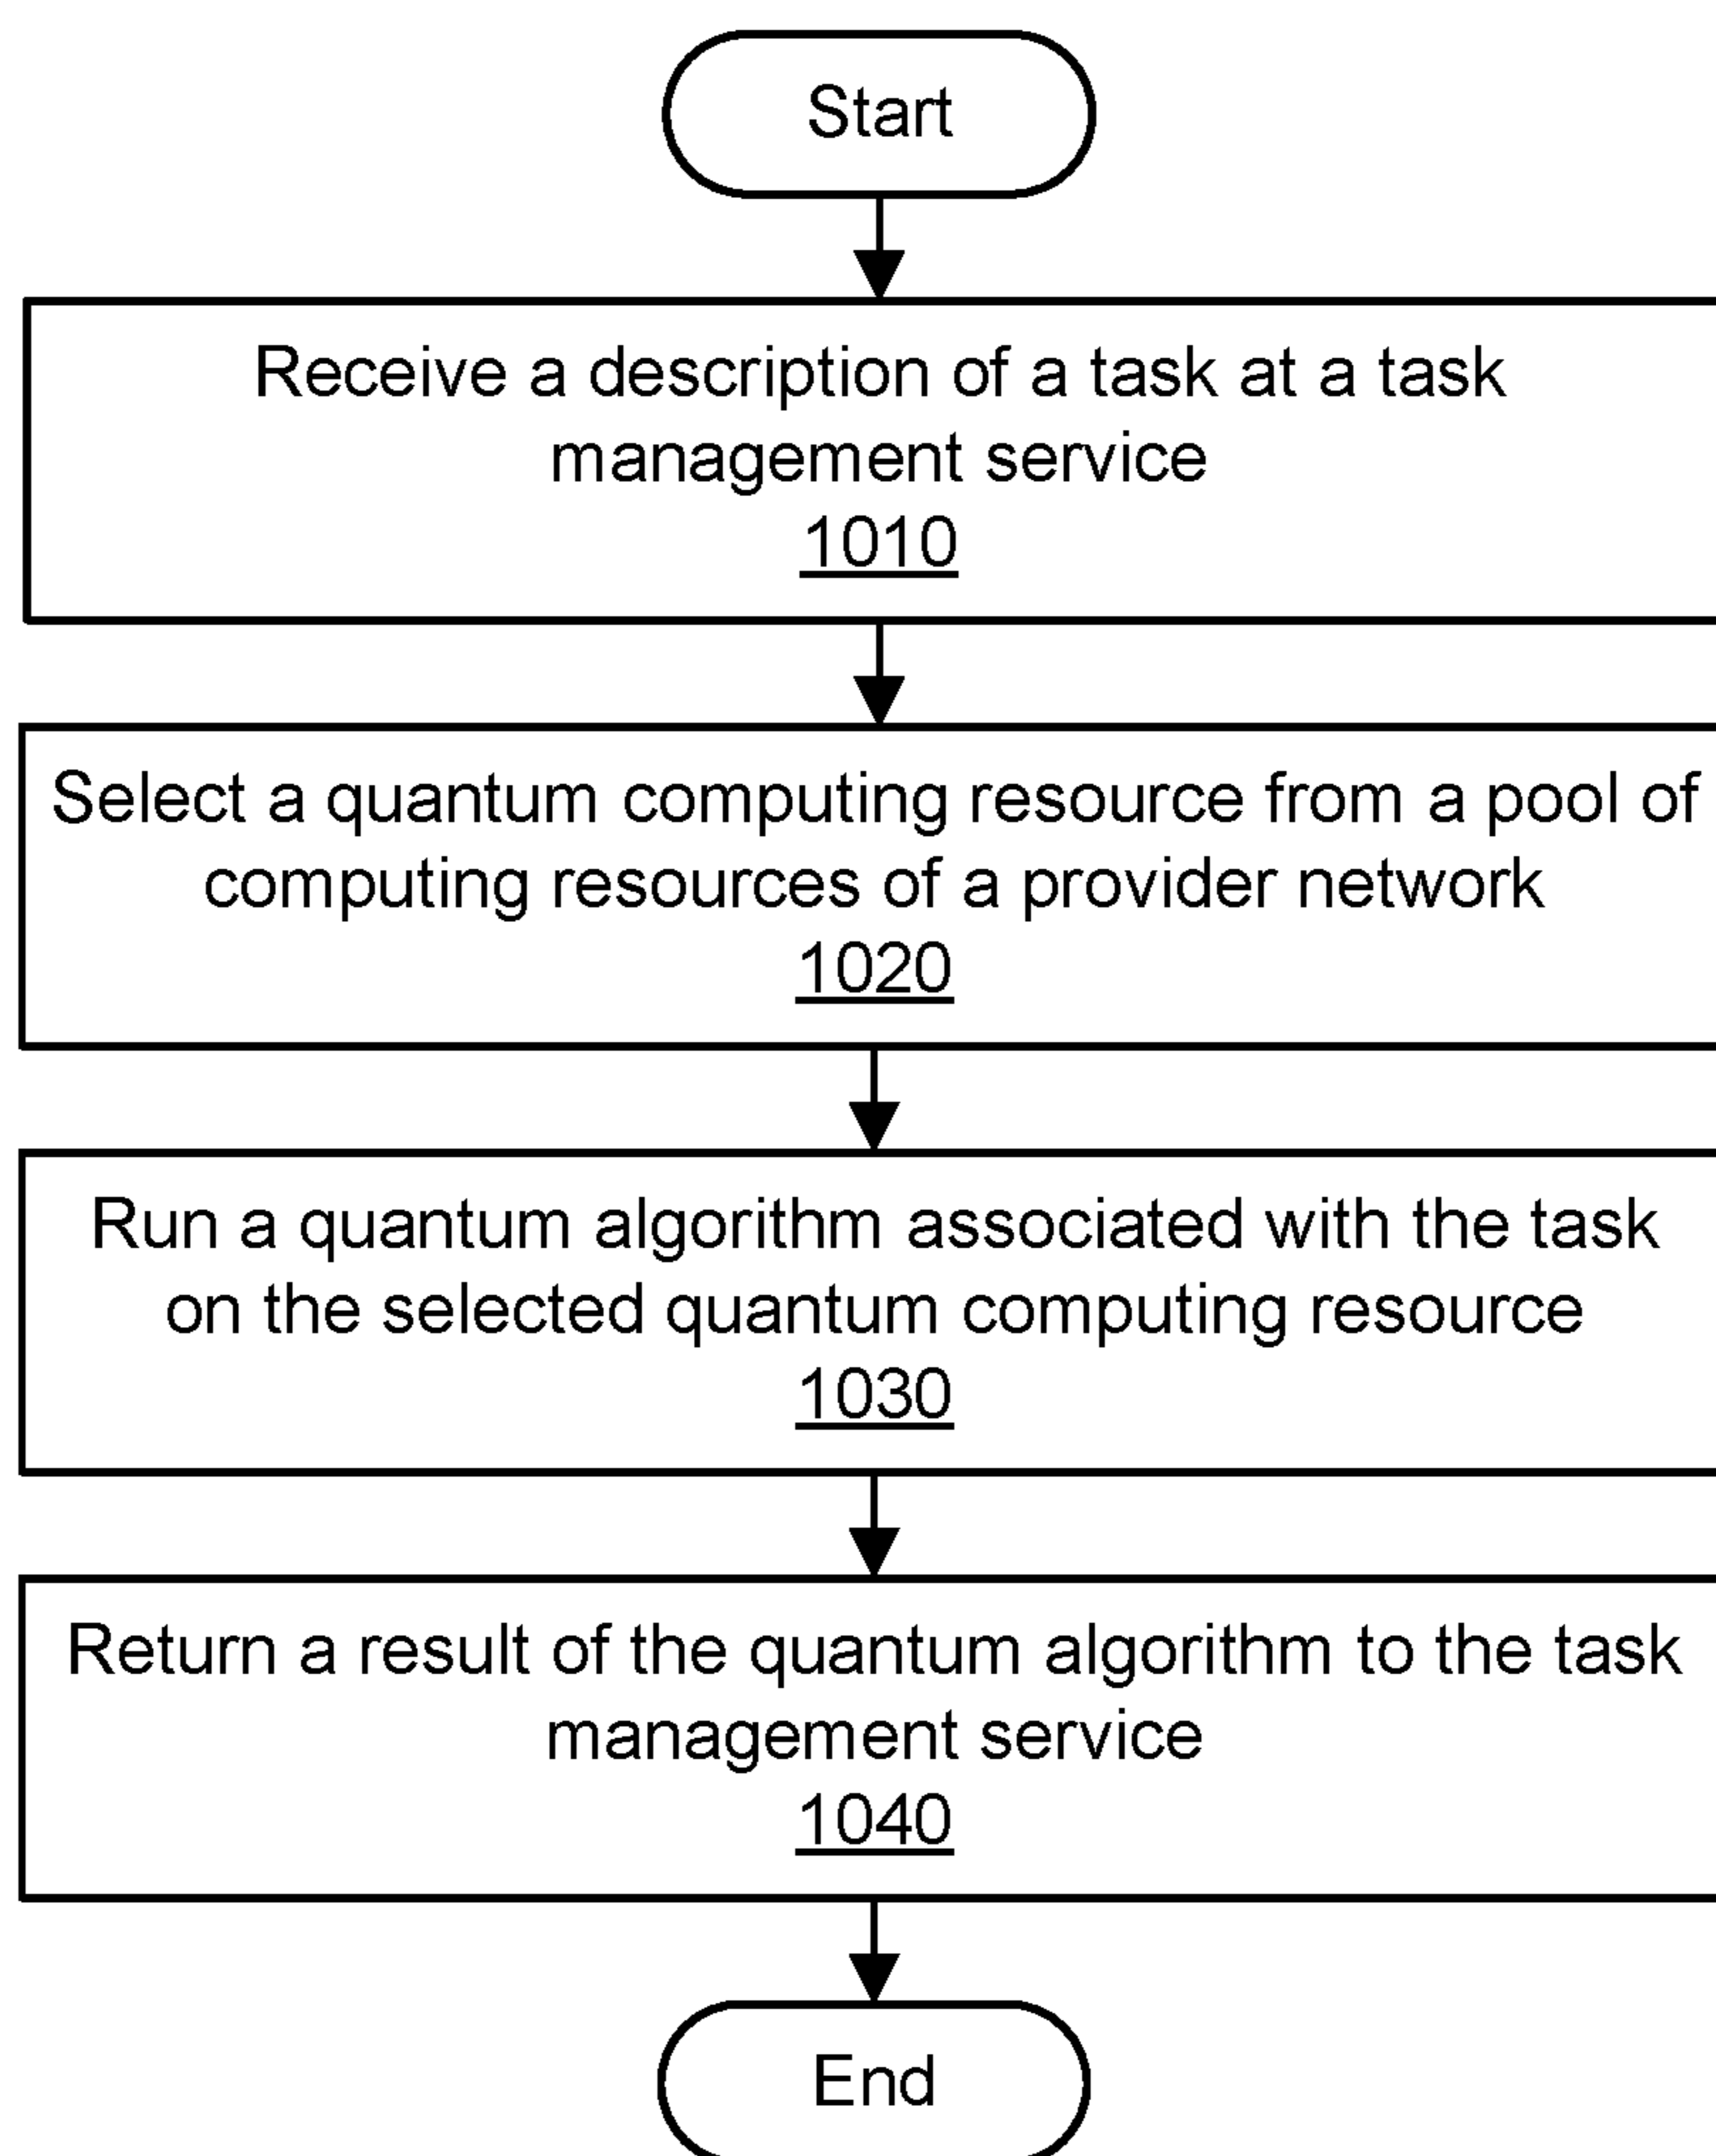 Start
Receive a description of a task at a task
management service
1010
Select a quantum computing resource from a pool of
computing resources of a provider network
1020
Run a quantum algorithm associated with the task
on the selected quantum computing resource
1030
Return a result of the quantum algorithm to the task
management service
1040
End